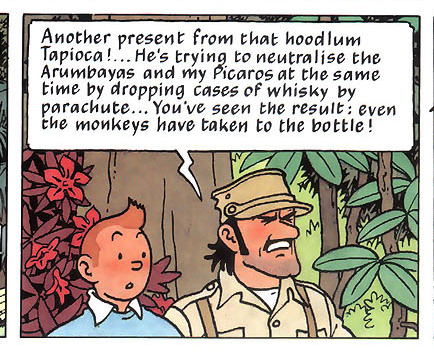 Another present from that hoodlum
Tapioca!... He's trying to neutralise the
Arumbayas and my Picaros at the same
time by dropping cases of whisky by
parachute... You've seen the result: even
the monkeys have taken to the bottle!